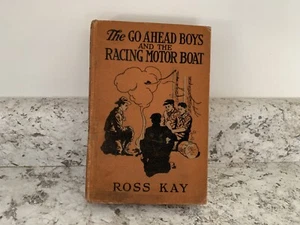 The GO AHEAD BOYS
AND THE
RACING MOTOR BOAT
ROSS KAY